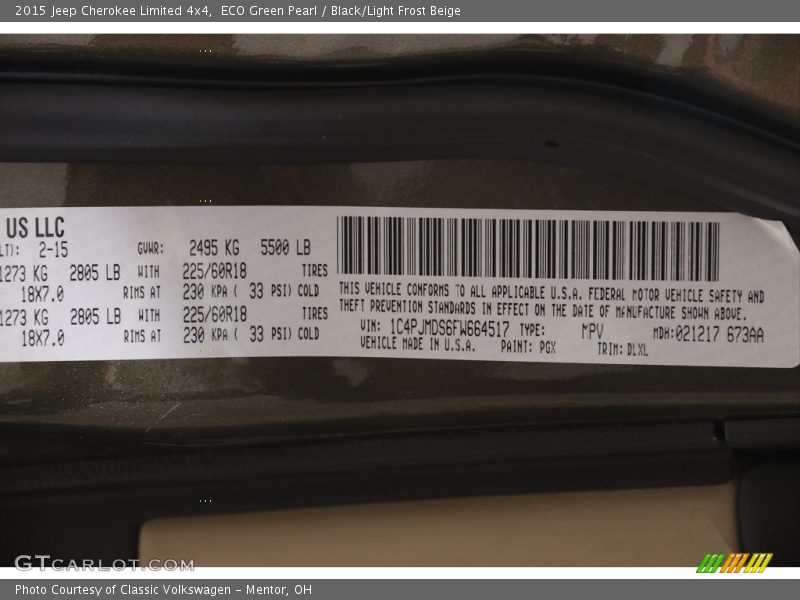 2015 Jeep Cherokee Limited 4x4, ECO Green Pearl / Black/Light Frost Beige
US LLC
LT): 2-15 GVWR: 2495 KG 5500 LB
1273 KG 2805 LB WITH 225/60R18 TIRES
18X7.0 RIMS AT 230 KPA ( 33 PSI) COLD
1273 KG 2805 LB WITH 225/60R18 TIRES
18X7.0 RIMS AT 230 KPA ( 33 PSI) COLD
THIS VEHICLE CONFORMS TO ALL APPLICABLE U.S.A. FEDERAL MOTOR VEHICLE SAFETY AND
THEFT PREVENTION STANDARDS IN EFFECT ON THE DATE OF MANUFACTURE SHOWN ABOVE.
VIN: 1C4PJMDS6FW664517 TYPE: MPV MDH:021217 673AA
VEHICLE MADE IN U.S.A. PAINT: PGX TRIM: DLXL
GTCARLOT.COM
Photo Courtesy of Classic Volkswagen - Mentor, OH